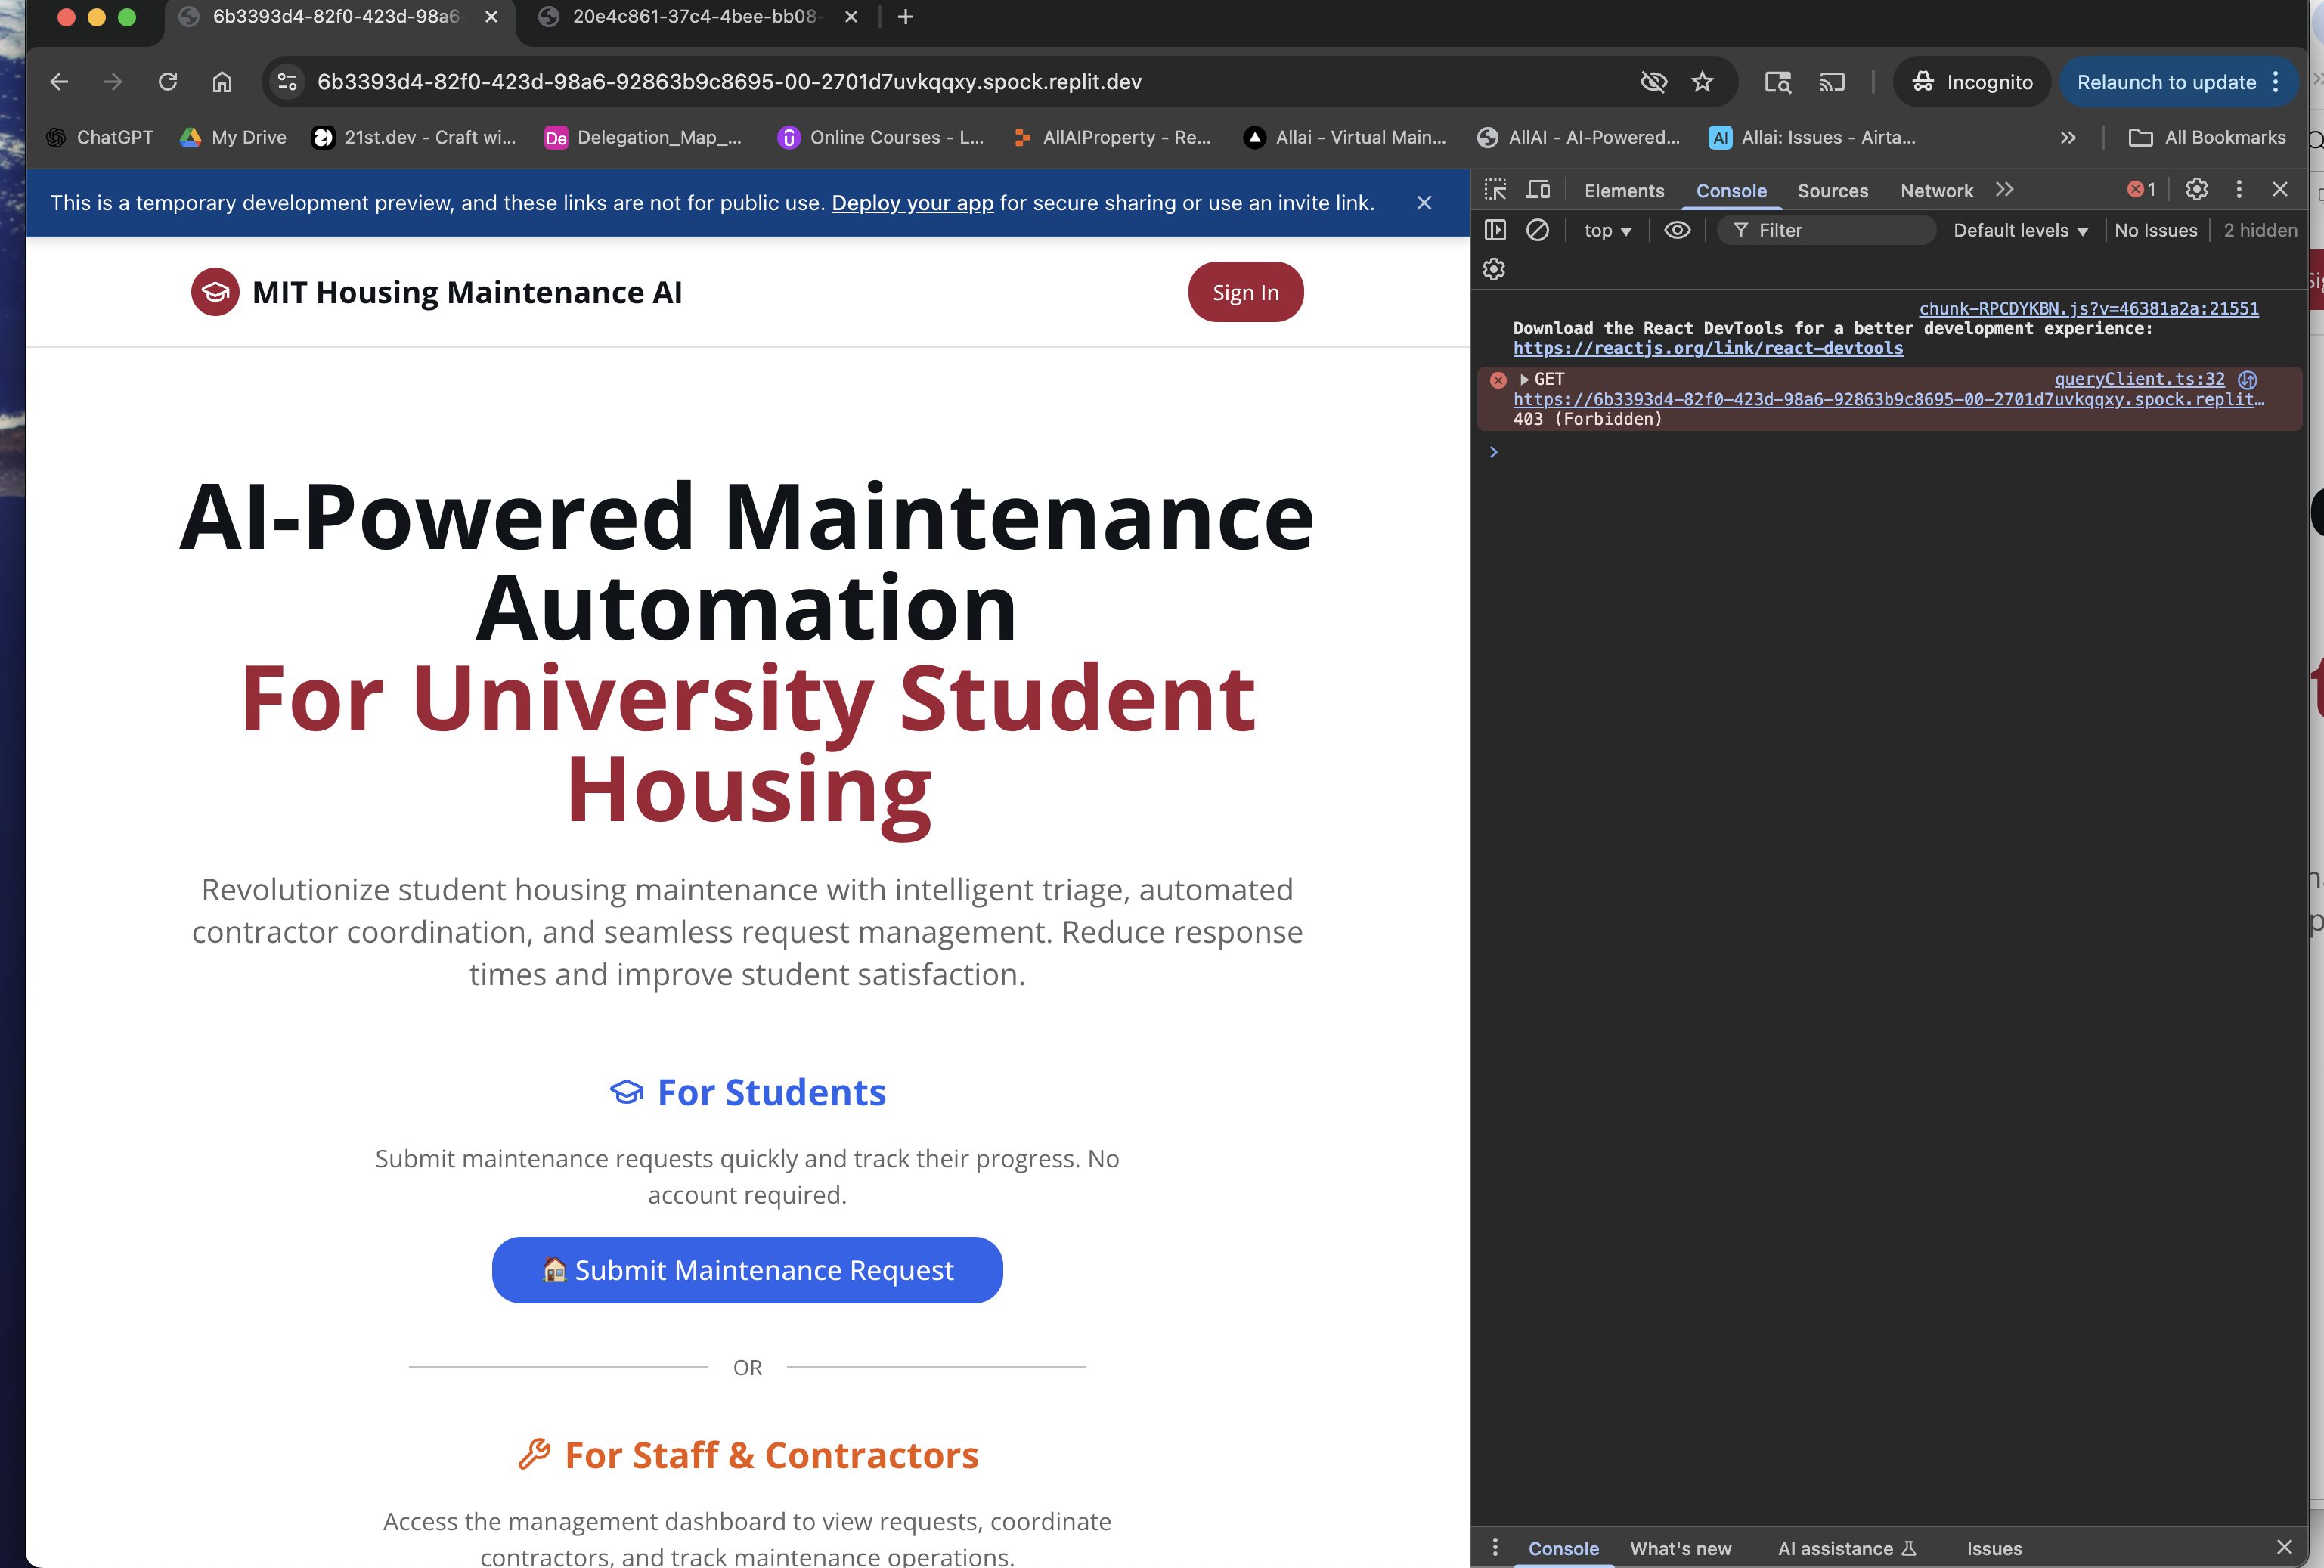 6b3393d4-82f0-423d-98a6-
20e4c861-37c4-4bee-bb08-
6b3393d4-82f0-423d-98a6-92863b9c8695-00-2701d7uvkqqxy.spock.replit.dev
Incognito
Relaunch to update
ChatGPT
My Drive
21st.dev - Craft wi...
De
Delegation_Map_...
Online Courses - L...
AllAIProperty - Re...
Allai - Virtual Main...
AllAI - AI-Powered...
AI
Allai: Issues - Airta...
All Bookmarks
This is a temporary development preview, and these links are not for public use. Deploy your app for secure sharing or use an invite link.
MIT Housing Maintenance AI
Sign In
AI-Powered Maintenance
Automation
For University Student
Housing
Revolutionize student housing maintenance with intelligent triage, automated
contractor coordination, and seamless request management. Reduce response
times and improve student satisfaction.
For Students
Submit maintenance requests quickly and track their progress. No
account required.
🏠 Submit Maintenance Request
OR
For Staff & Contractors
Access the management dashboard to view requests, coordinate
contractors, and track maintenance operations.
Elements
Console
Sources
Network
1
top
Filter
Default levels
No Issues
2 hidden
chunk-RPCDYKBN.js?v=46381a2a:21551
Download the React DevTools for a better development experience:
https://reactjs.org/link/react-devtools
GET
queryClient.ts:32
https://6b3393d4-82f0-423d-98a6-92863b9c8695-00-2701d7uvkqqxy.spock.replit…
403 (Forbidden)
Console
What's new
AI assistance
Issues